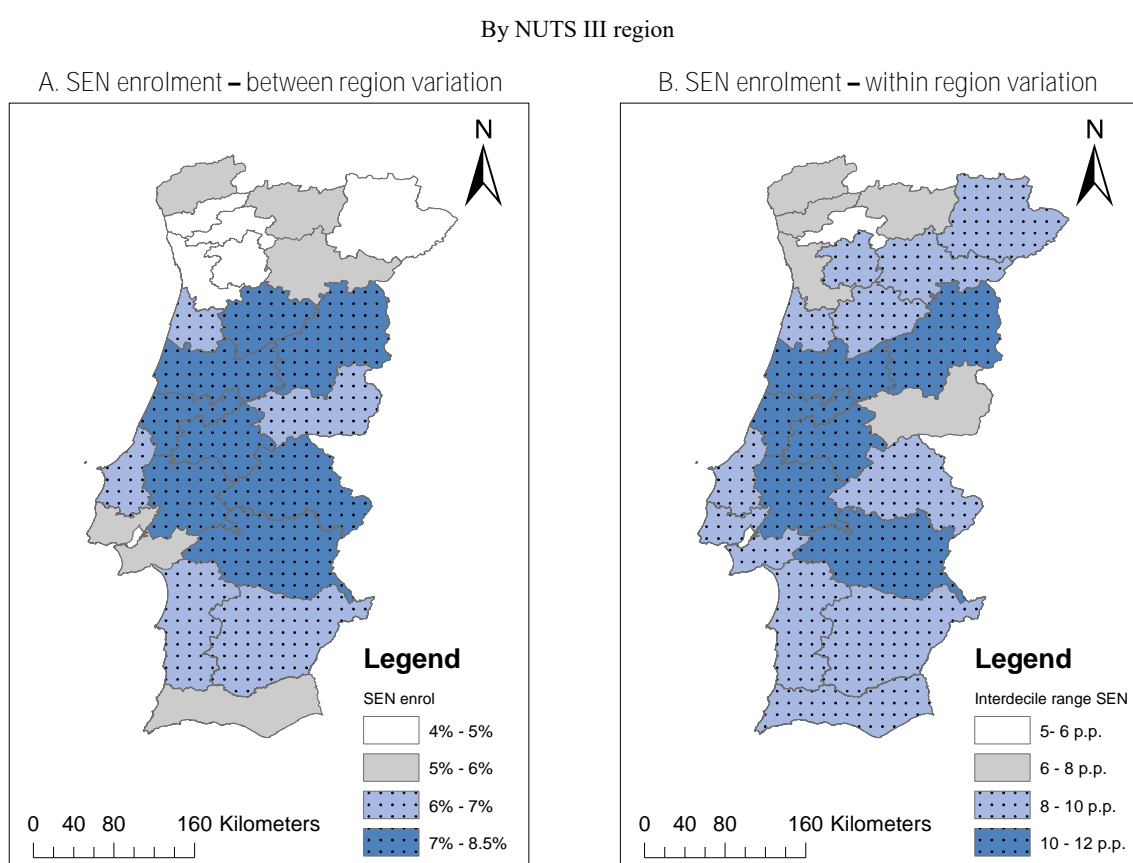 By NUTS III region
A. SEN enrolment – between region variation
N
Legend
SEN enrol
4% - 5%
5% - 6%
6% - 7%
7% - 8.5%
0 40 80 160 Kilometers
B. SEN enrolment – within region variation
N
Legend
Interdecile range SEN
5- 6 p.p.
6 - 8 p.p.
8 - 10 p.p.
10 - 12 p.p.
0 40 80 160 Kilometers